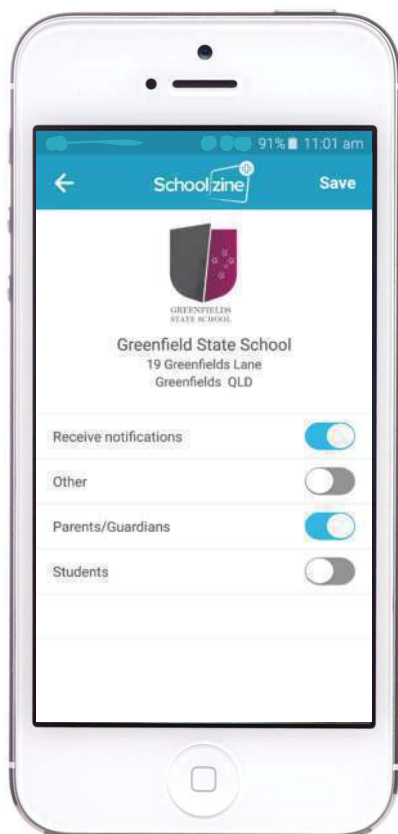 91% 11:01 am
Schoolzine
Save
GREENFIELDS
STATE SCHOOL
Greenfield State School
19 Greenfields Lane
Greenfields QLD
Receive notifications
Other
Parents/Guardians
Students